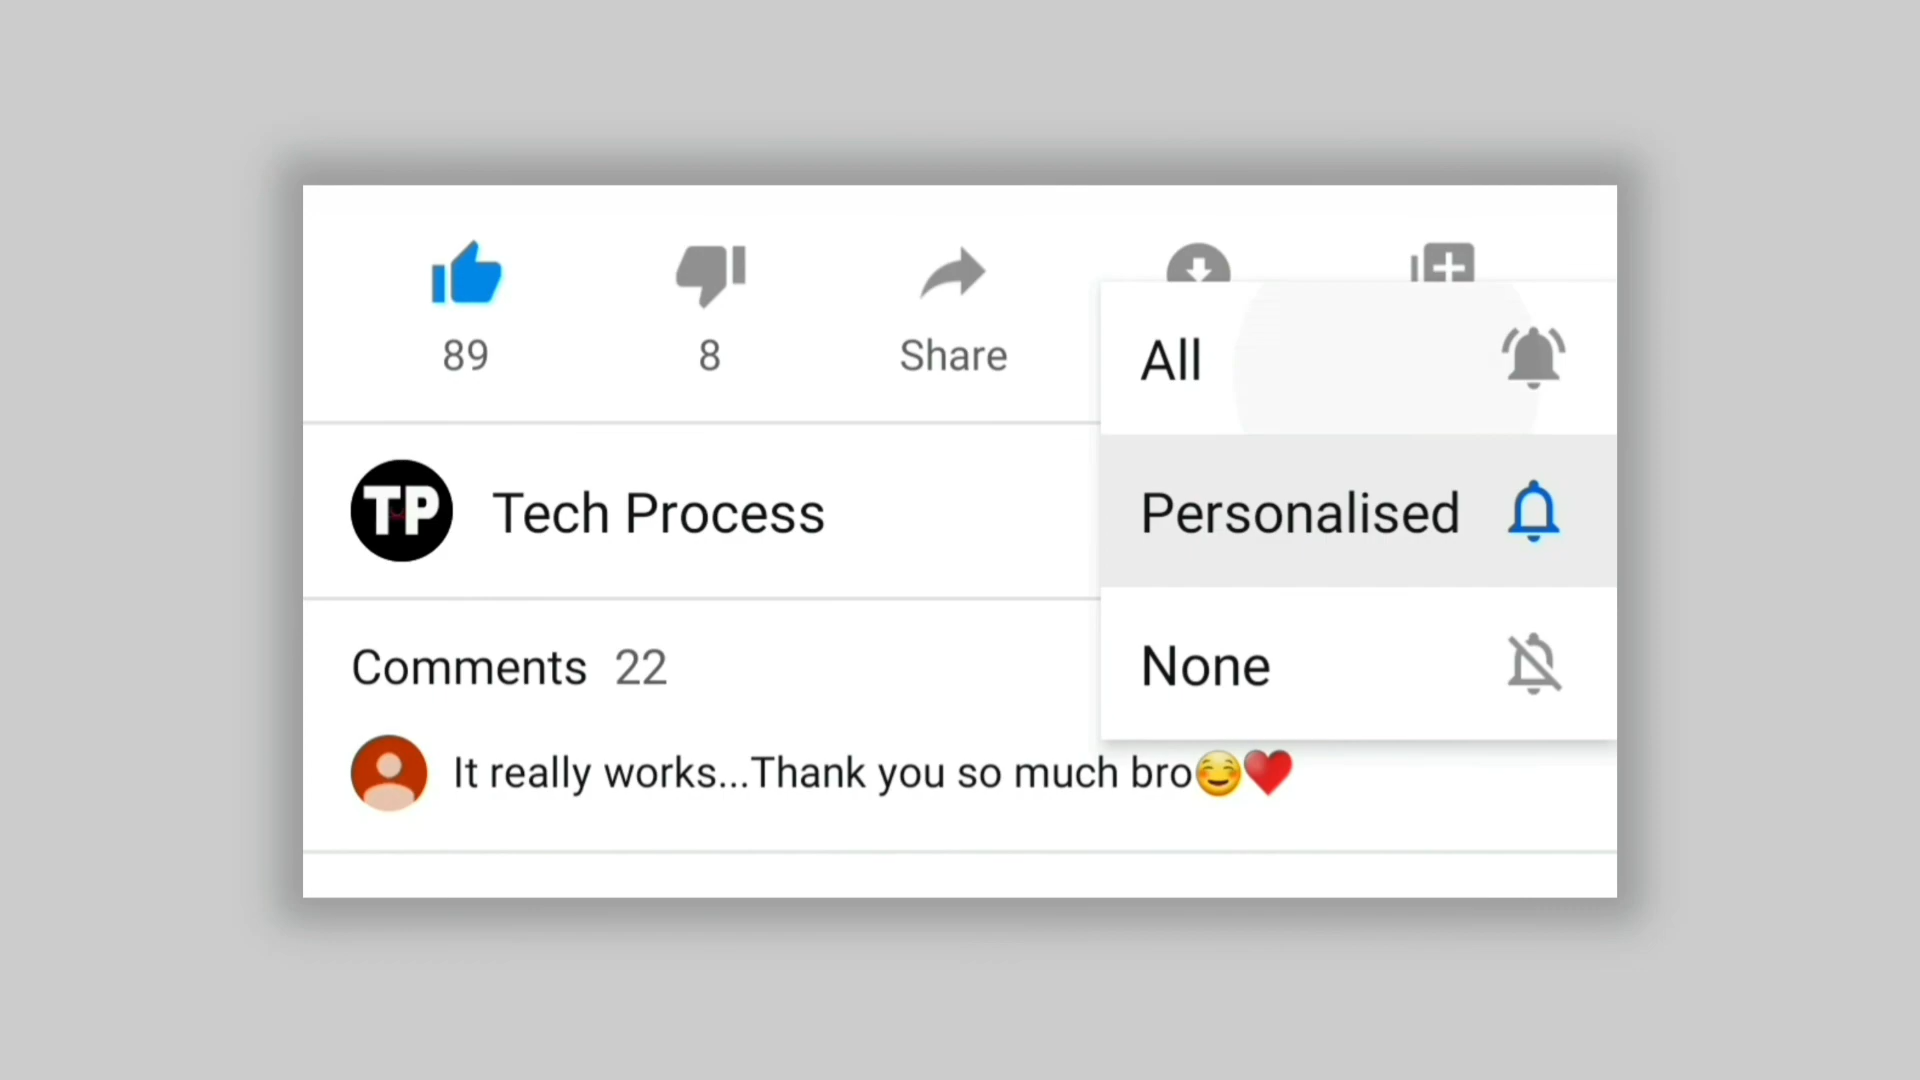 89
8
Share
All
TP
Tech Process
Personalised
Comments 22
None
It really works...Thank you so much bro😊❤️